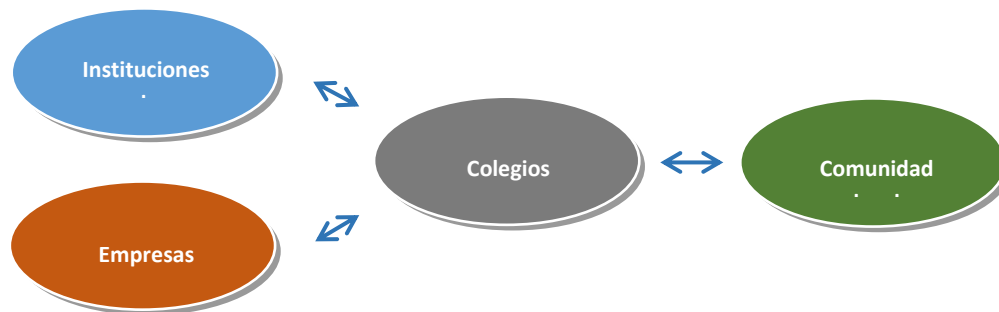 Instituciones
.
Colegios
Comunidad
. .
Empresas